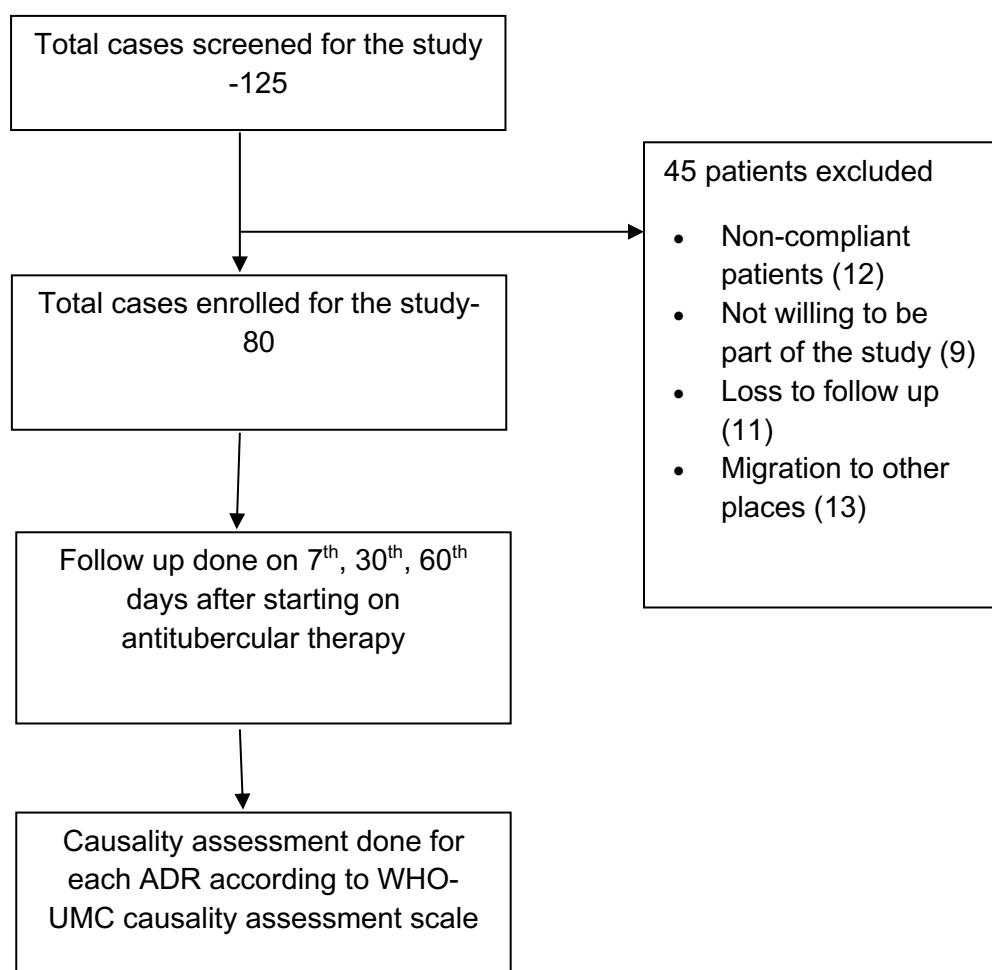 Total cases screened for the study
-125
45 patients excluded
• Non-compliant
patients (12)
• Not willing to be
part of the study (9)
• Loss to follow up
(11)
• Migration to other
places (13)
Total cases enrolled for the study-
80
Follow up done on 7th, 30th, 60th
days after starting on
antitubercular therapy
Causality assessment done for
each ADR according to WHO-
UMC causality assessment scale